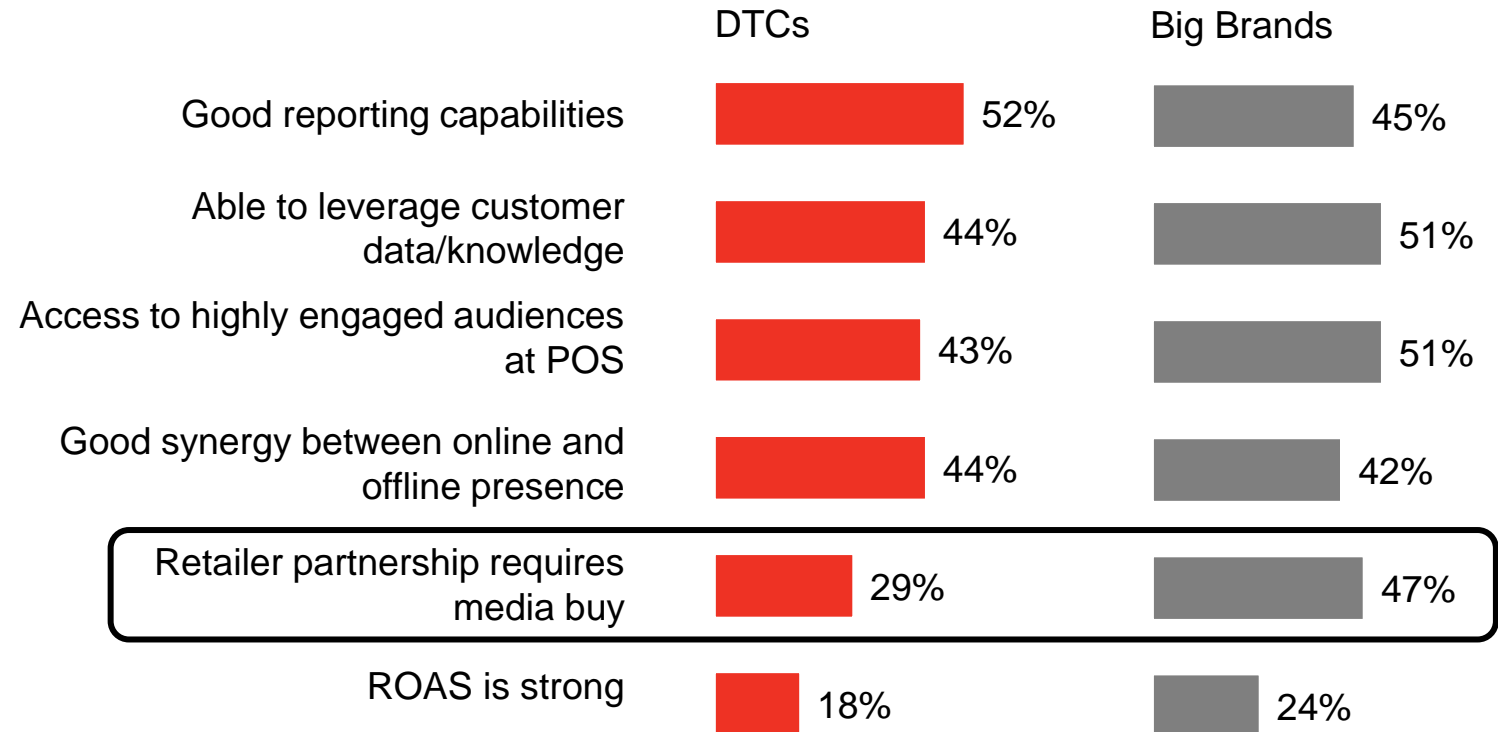 DTCs
Big Brands
Good reporting capabilities
52%
45%
Able to leverage customer
data/knowledge
44%
51%
Access to highly engaged audiences
at POS
43%
51%
Good synergy between online and
offline presence
44%
42%
Retailer partnership requires
media buy
29%
47%
ROAS is strong
18%
24%